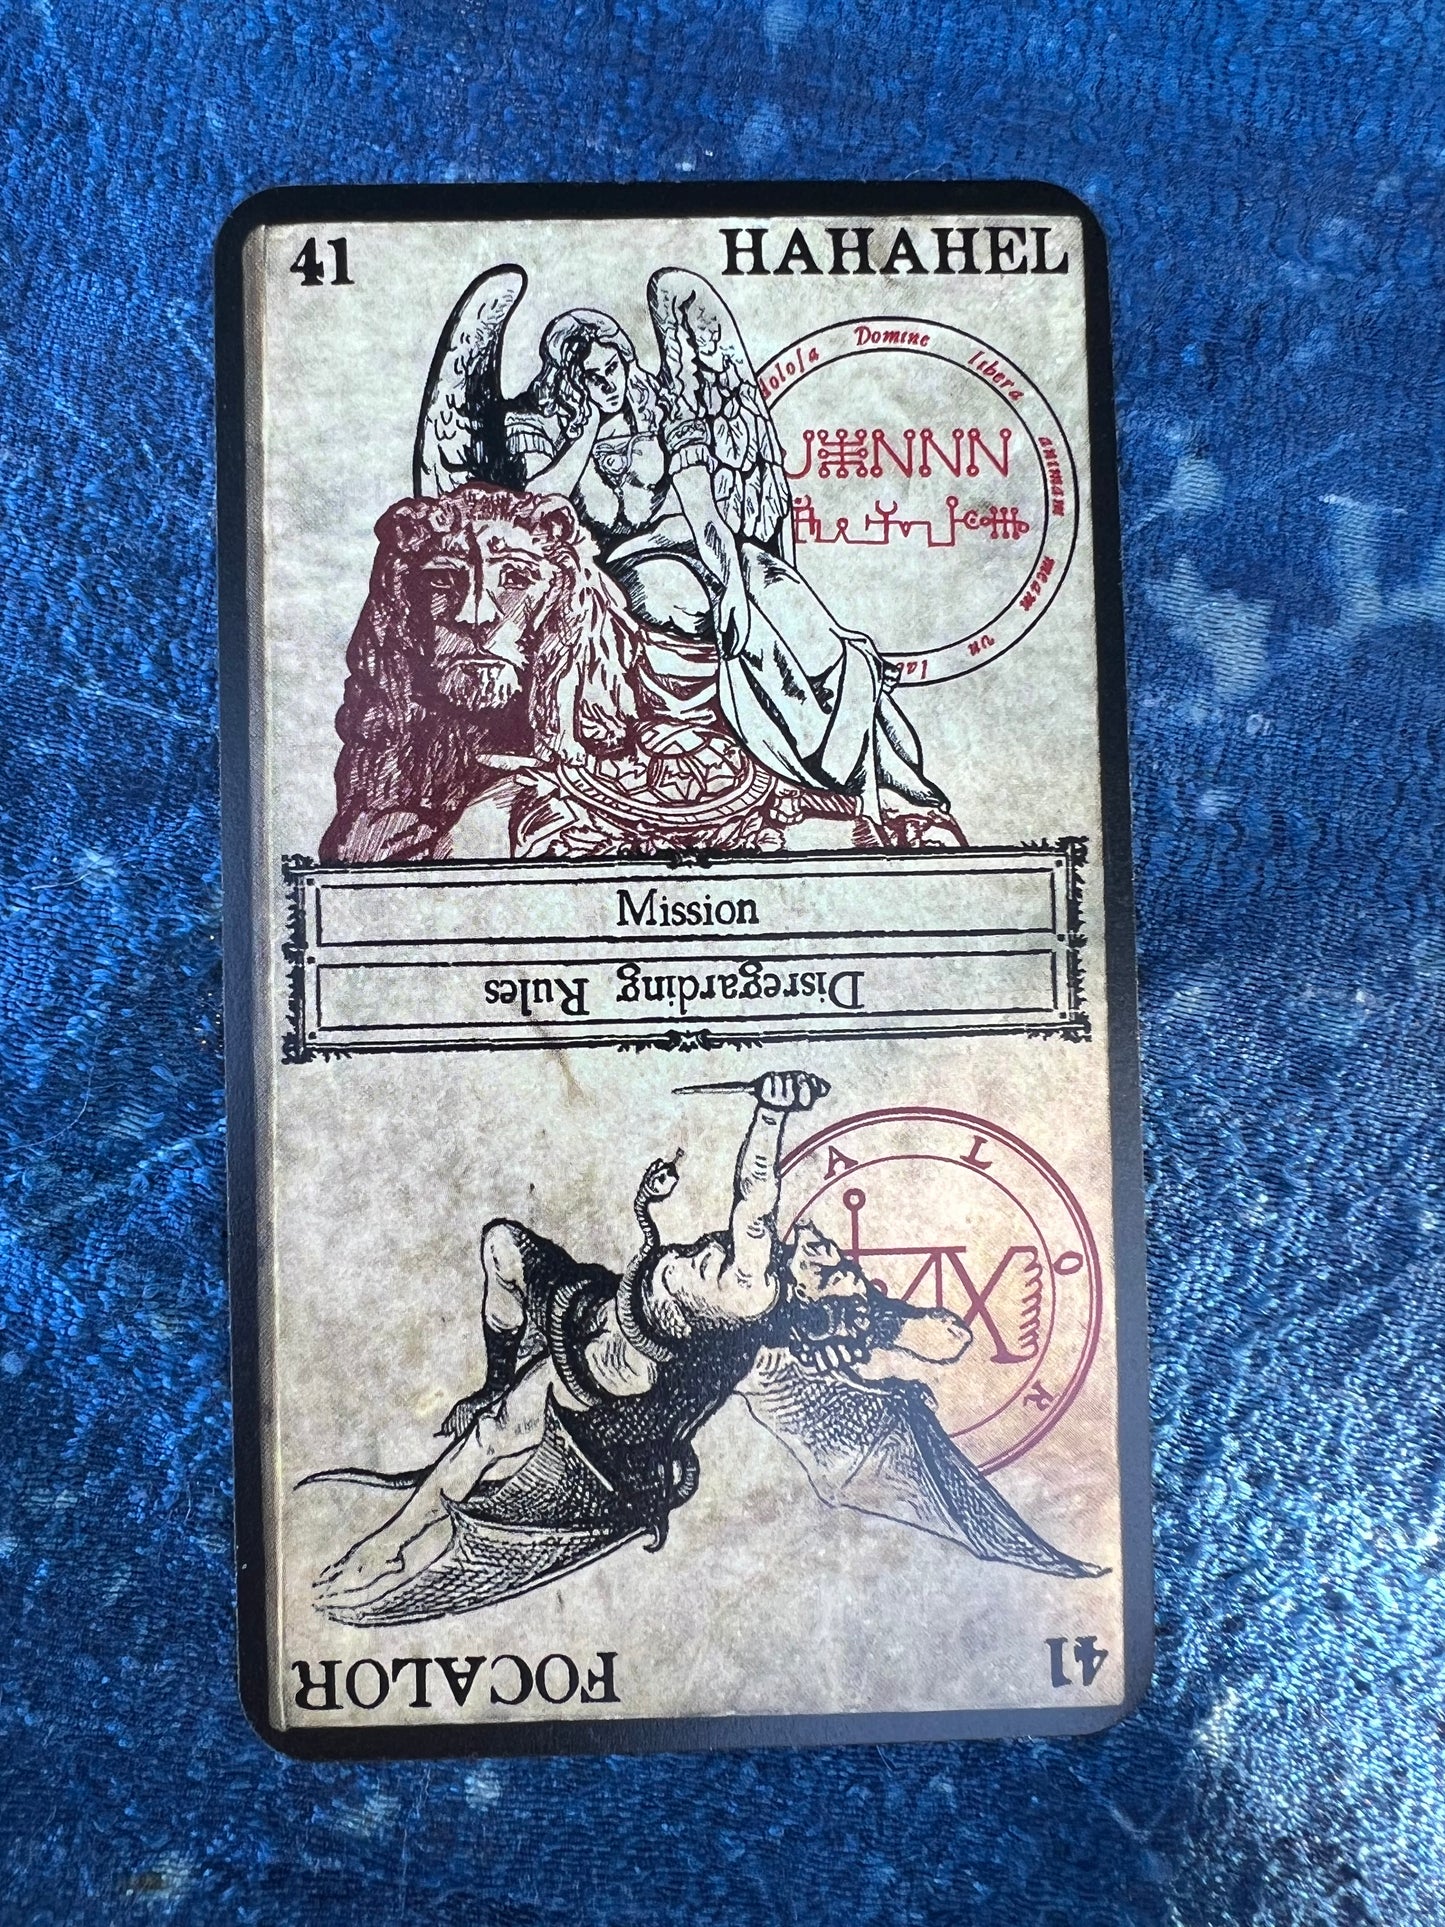 41
HAHAHEL
Domine
libera
animam
meam
Mission
Disregarding Rules
A L O R
FOCALOR
41